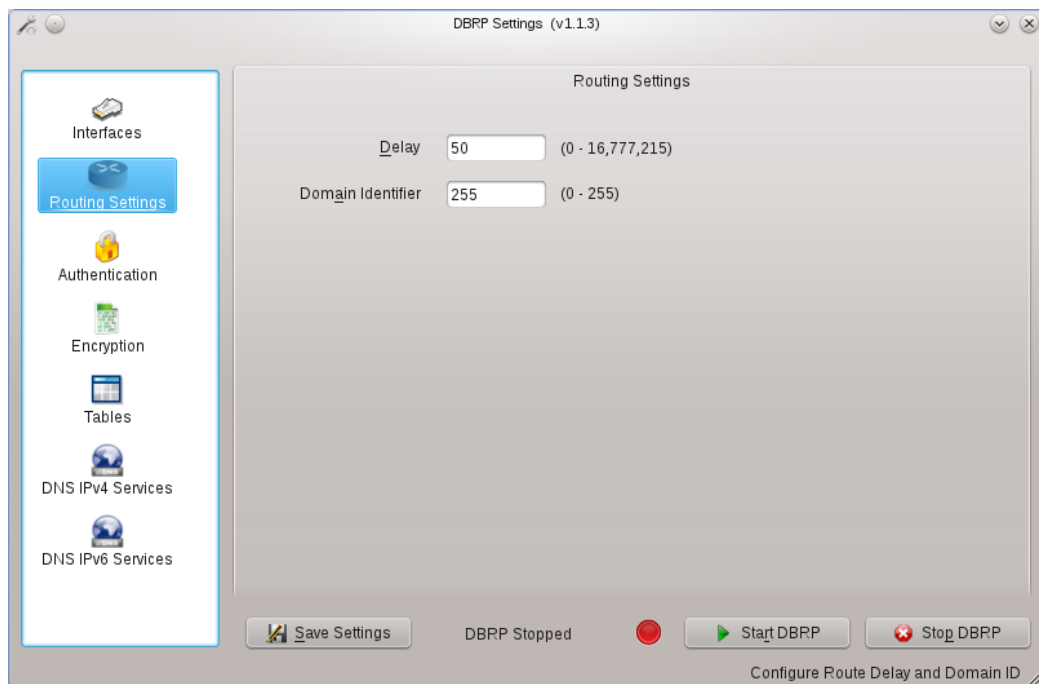 DBRP Settings (v1.1.3)
Interfaces
Routing Settings
Authentication
Encryption
Tables
DNS
DNS IPv4 Services
DNS
DNS IPv6 Services
Routing Settings
Delay 50 (0 - 16,777,215)
Domain Identifier 255 (0 - 255)
Save Settings DBRP Stopped Start DBRP Stop DBRP
Configure Route Delay and Domain ID